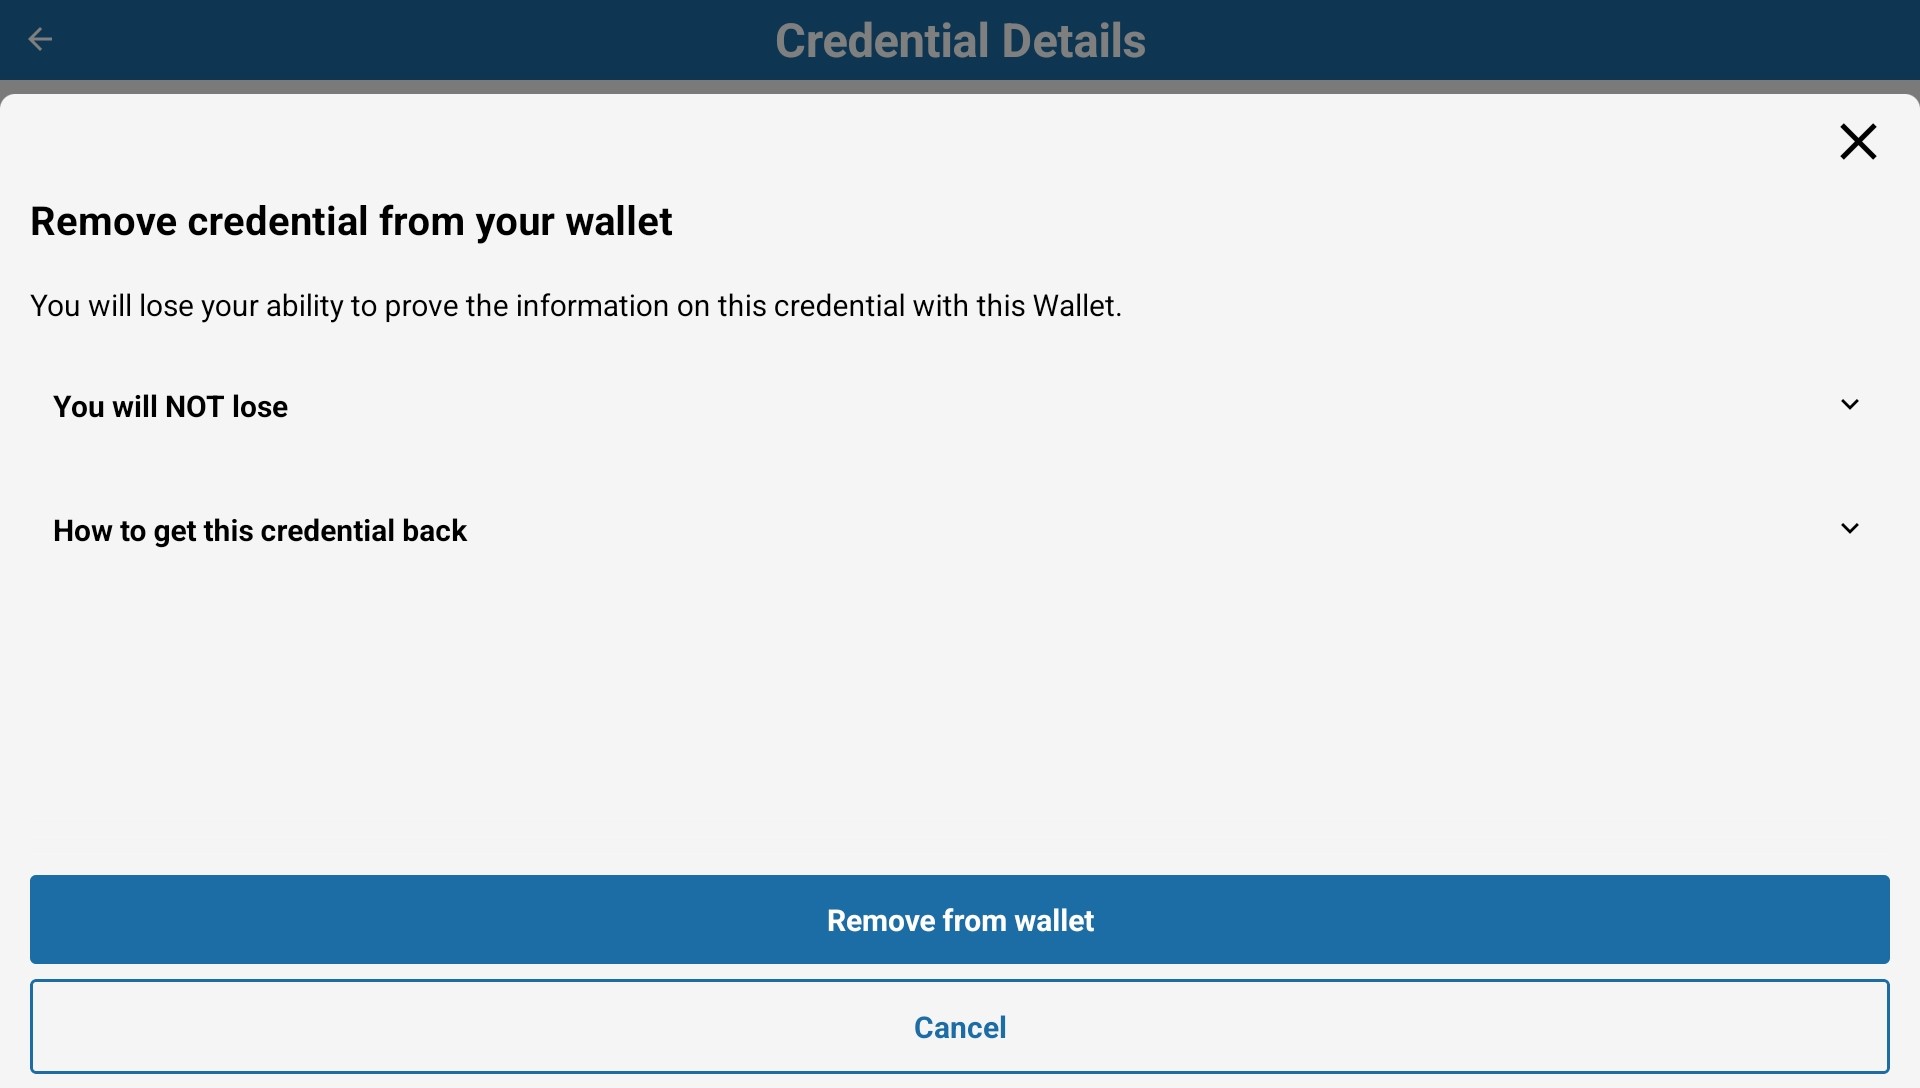 Credential Details
Remove credential from your wallet
You will lose your ability to prove the information on this credential with this Wallet.
You will NOT lose
How to get this credential back
Remove from wallet
Cancel